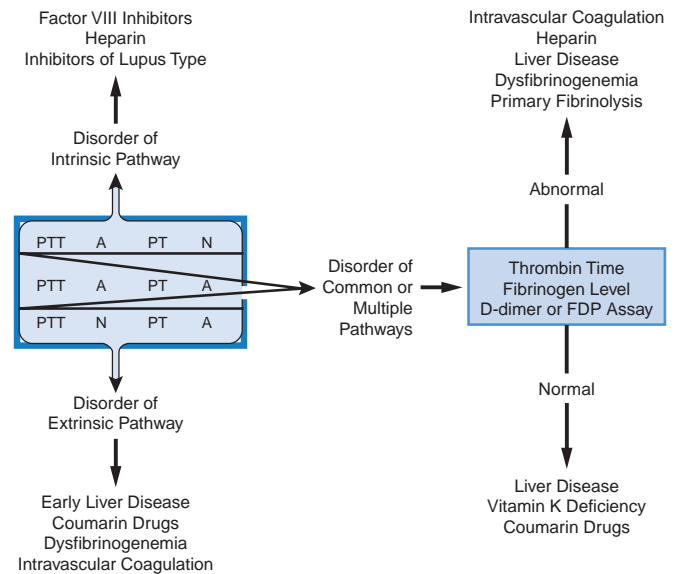 Factor VIII Inhibitors
Heparin
Inhibitors of Lupus Type
Disorder of
Intrinsic Pathway
PTT A PT N
PTT A PT A
PTT N PT A
Disorder of
Extrinsic Pathway
Early Liver Disease
Coumarin Drugs
Dysfibrinogenemia
Intravascular Coagulation
Disorder of
Common or
Multiple
Pathways
Intravascular Coagulation
Heparin
Liver Disease
Dysfibrinogenemia
Primary Fibrinolysis
Abnormal
Thrombin Time
Fibrinogen Level
D-dimer or FDP Assay
Normal
Liver Disease
Vitamin K Deficiency
Coumarin Drugs